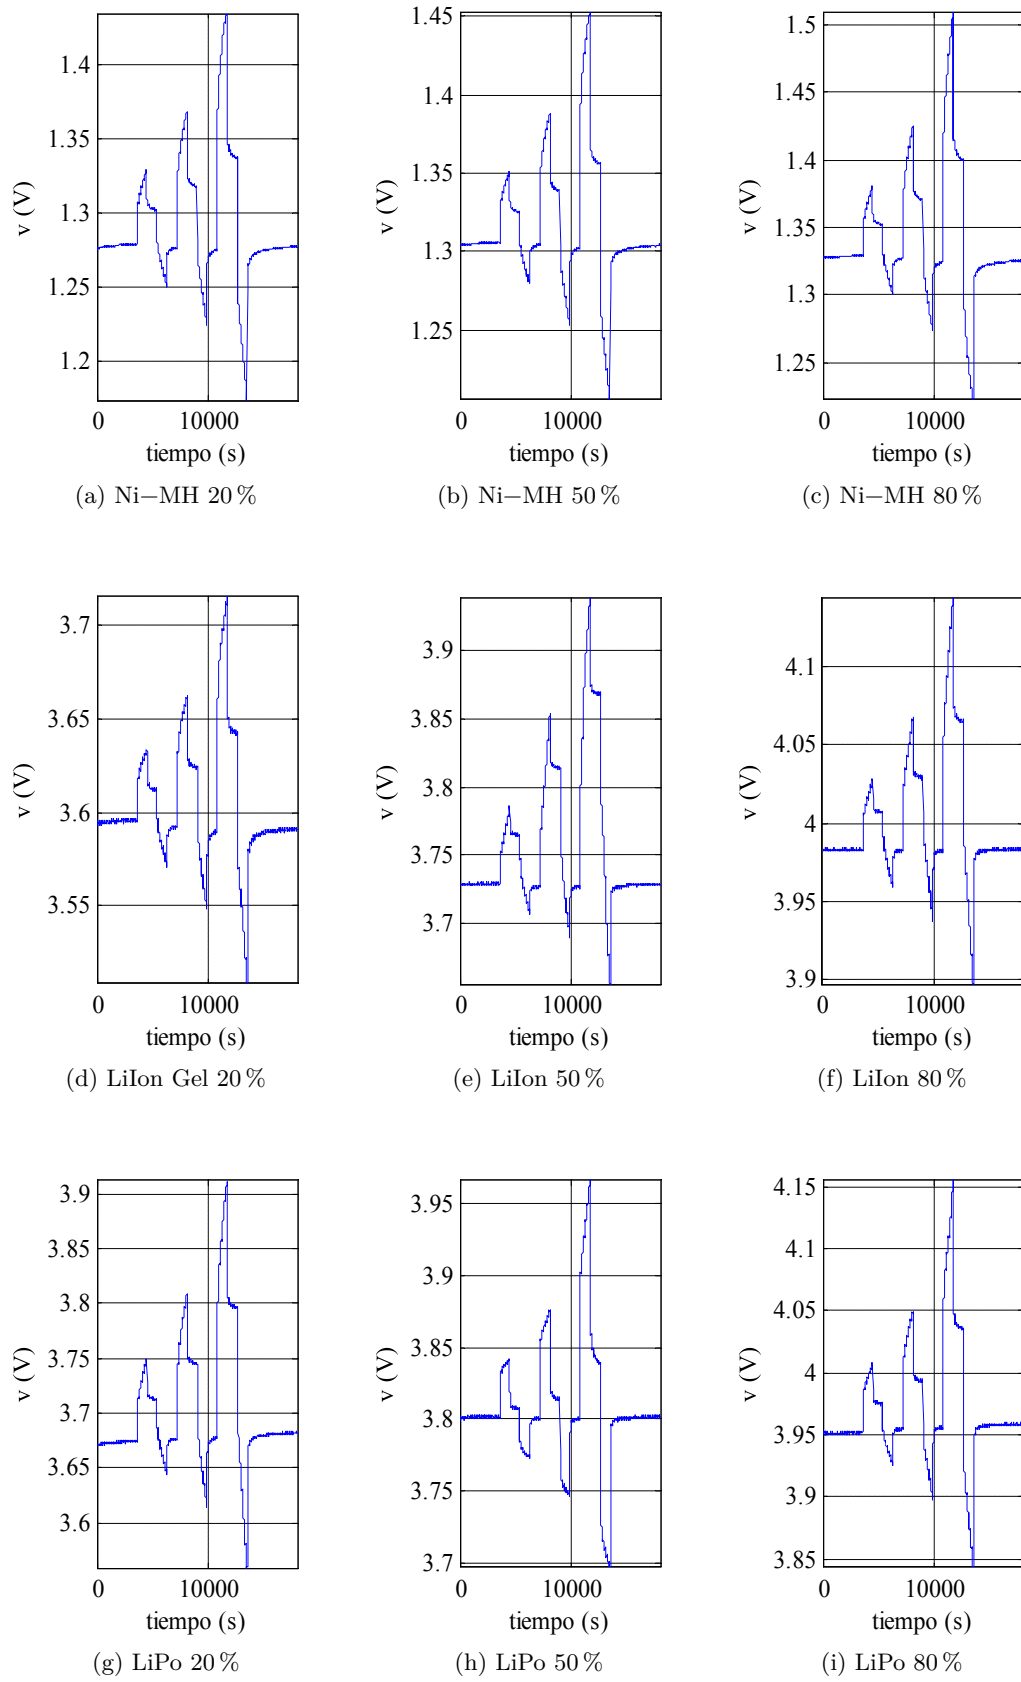 1.4
1.35
1.3
1.25
1.2
v (V)
0 10000
tiempo (s)
(a) Ni−MH 20 %
1.45
1.4
1.35
1.3
1.25
v (V)
0 10000
tiempo (s)
(b) Ni−MH 50 %
1.5
1.45
1.4
1.35
1.3
1.25
v (V)
0 10000
tiempo (s)
(c) Ni−MH 80 %
3.7
3.65
3.6
3.55
v (V)
0 10000
tiempo (s)
(d) LiIon Gel 20 %
3.9
3.85
3.8
3.75
3.7
v (V)
0 10000
tiempo (s)
(e) LiIon 50 %
4.1
4.05
4
3.95
3.9
v (V)
0 10000
tiempo (s)
(f) LiIon 80 %
3.9
3.85
3.8
3.75
3.7
3.65
3.6
v (V)
0 10000
tiempo (s)
(g) LiPo 20 %
3.95
3.9
3.85
3.8
3.75
3.7
v (V)
0 10000
tiempo (s)
(h) LiPo 50 %
4.15
4.1
4.05
4
3.95
3.9
3.85
v (V)
0 10000
tiempo (s)
(i) LiPo 80 %